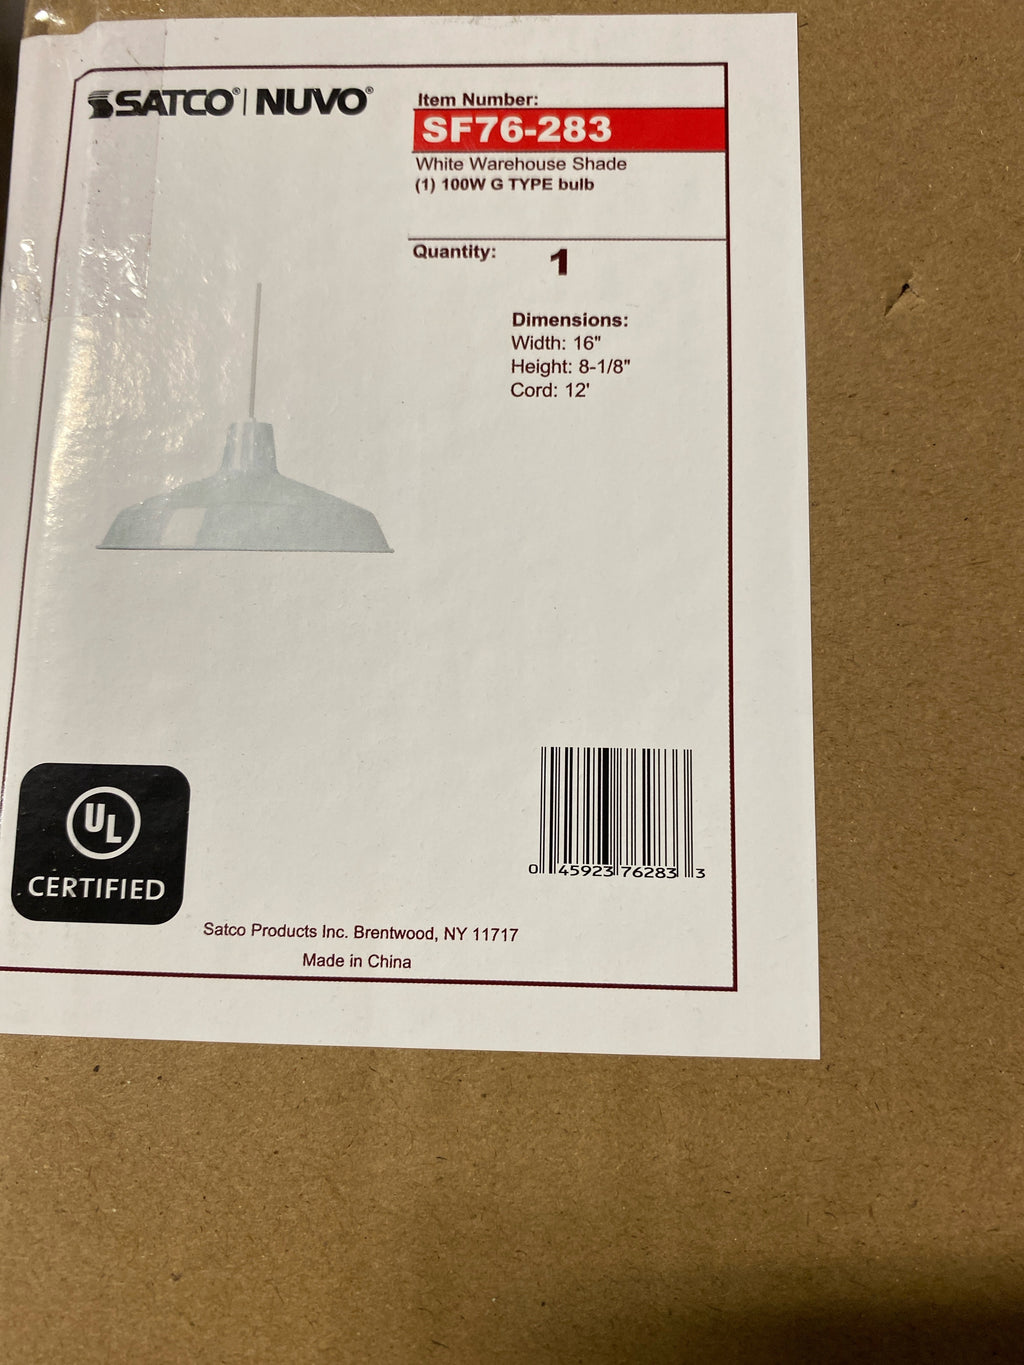 SATCO® | NUVO®
Item Number:
SF76-283
White Warehouse Shade
(1) 100W G TYPE bulb
Quantity: 1
Dimensions:
Width: 16"
Height: 8-1/8"
Cord: 12'
UL
CERTIFIED
0 45923 76283 3
Satco Products Inc. Brentwood, NY 11717
Made in China